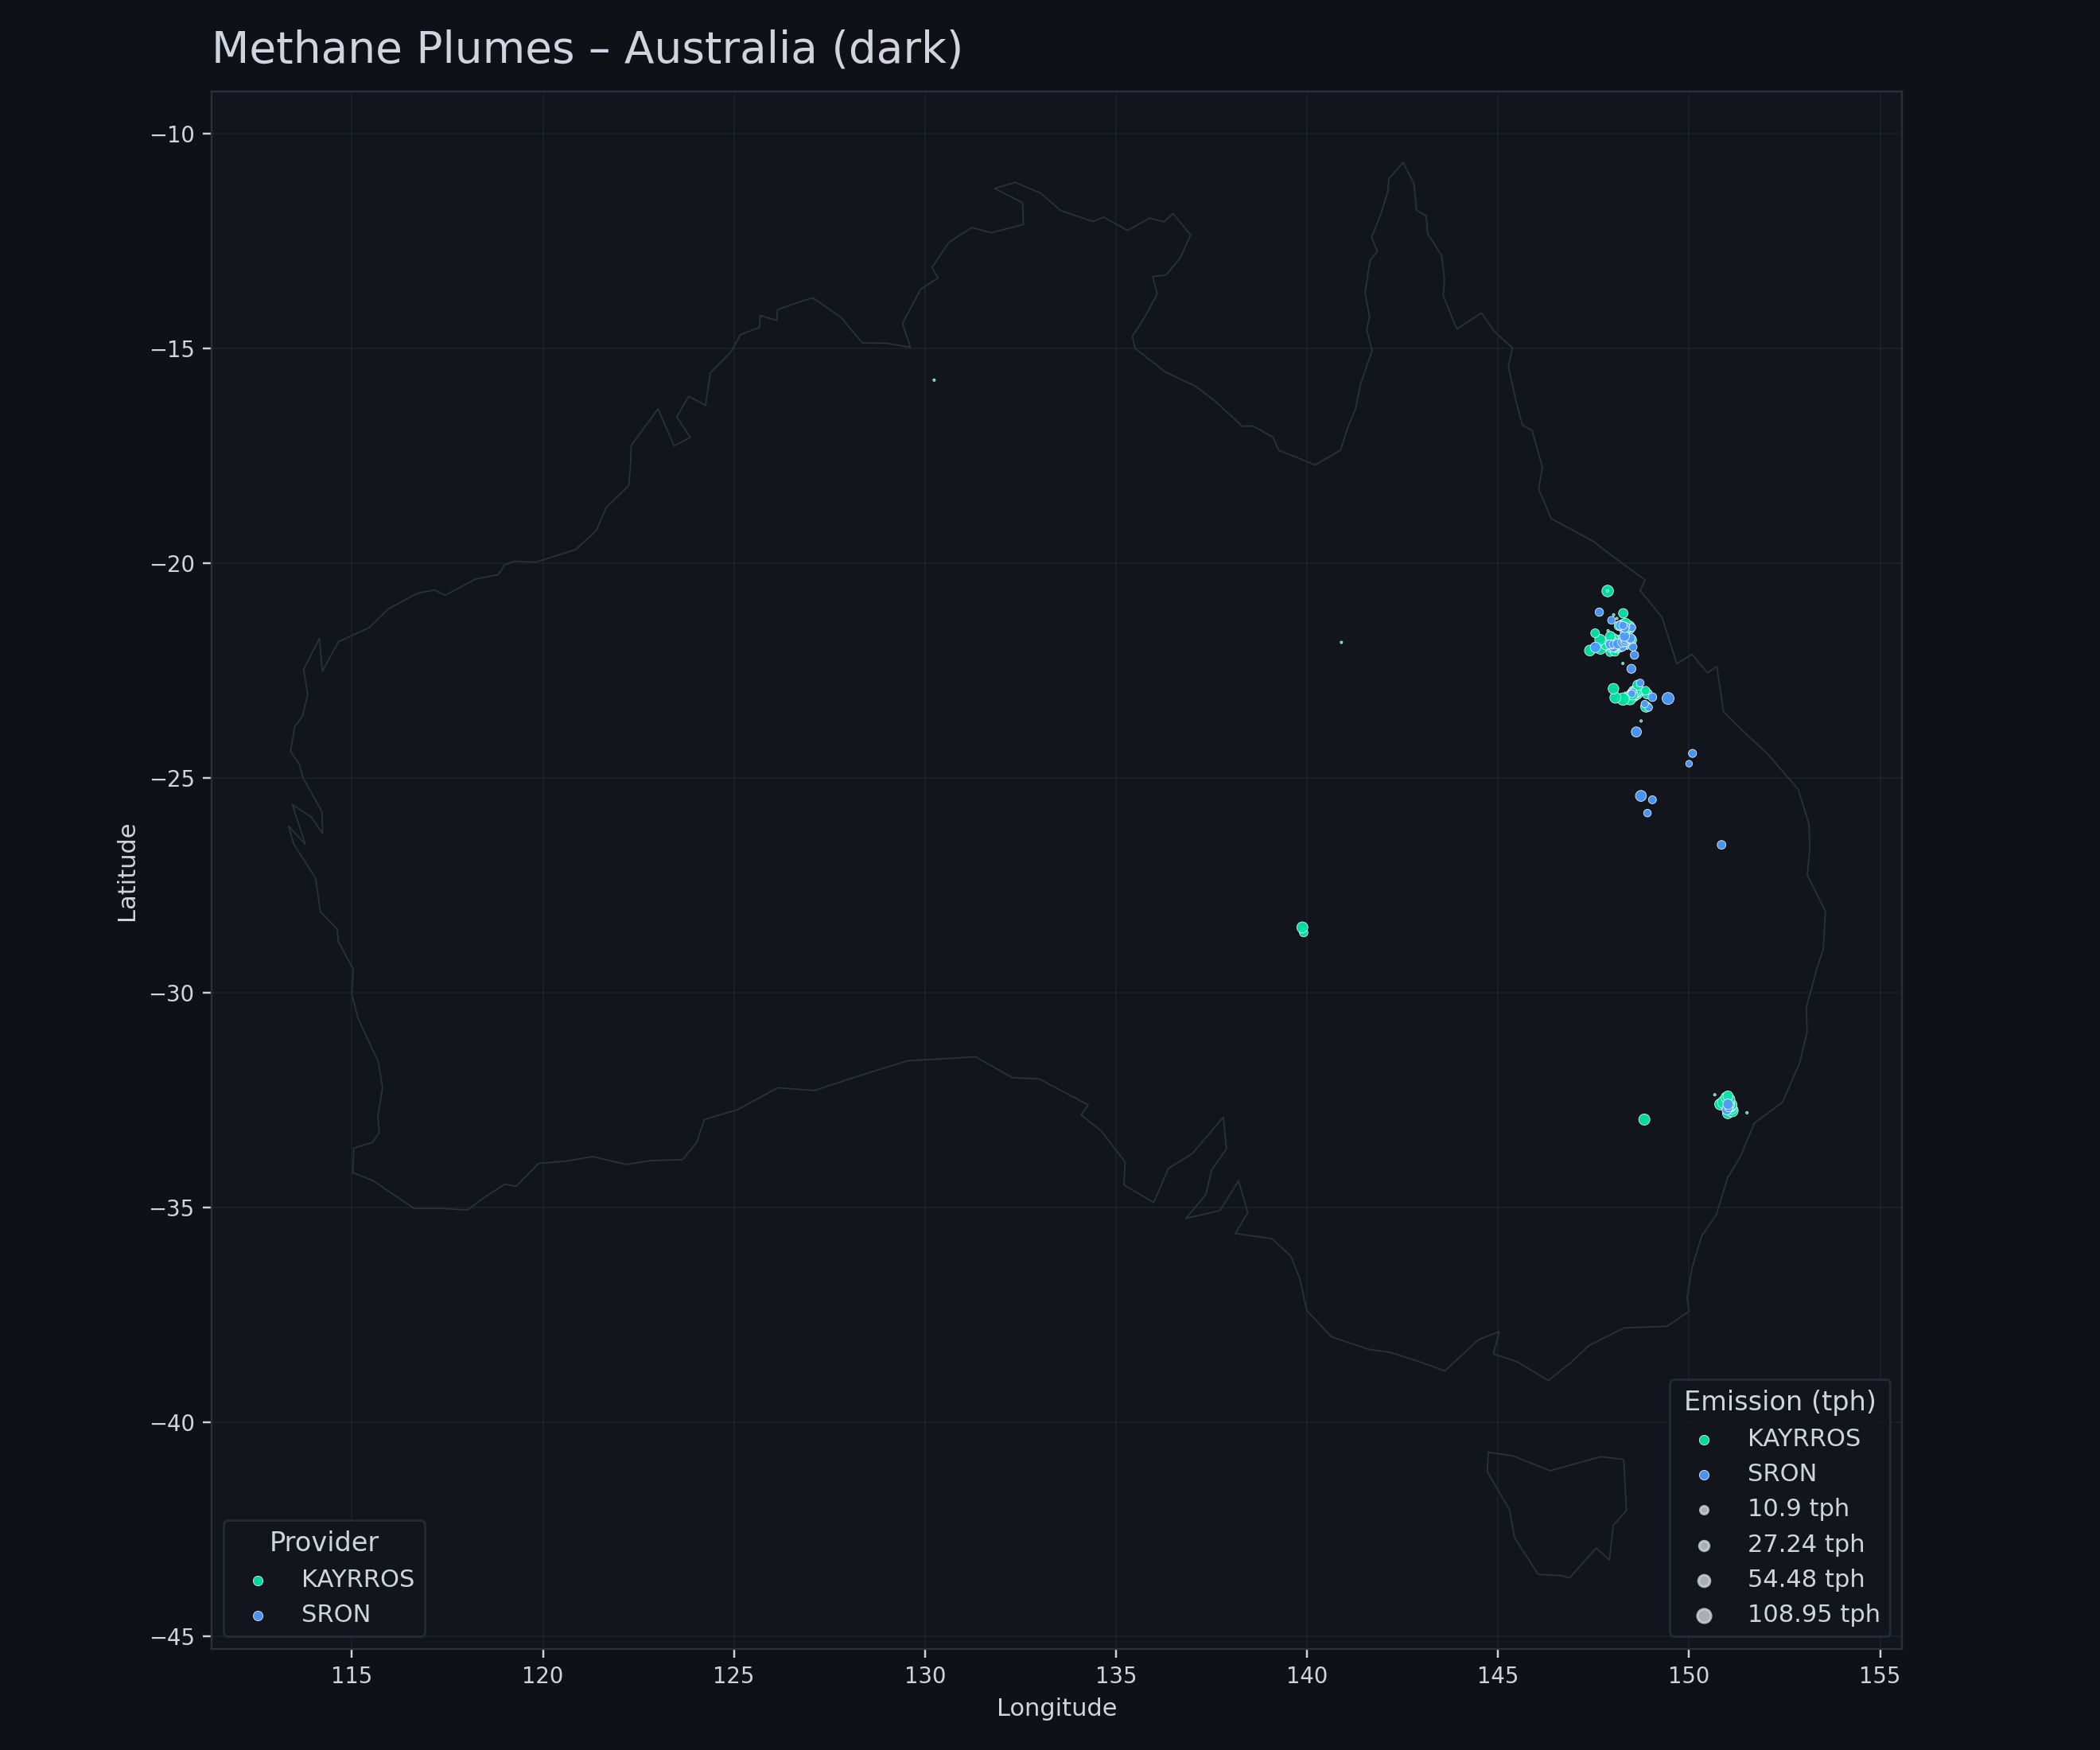 Methane Plumes – Australia (dark)
−10
−15
−20
−25
−30
−35
−40
−45
Latitude
115
120
125
130
135
140
145
150
155
Longitude
Provider
KAYRROS
SRON
Emission (tph)
KAYRROS
SRON
10.9 tph
27.24 tph
54.48 tph
108.95 tph